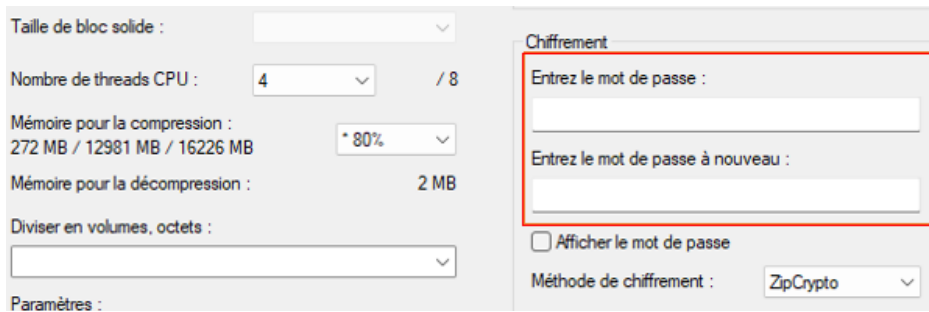 Taille de bloc solide :
Nombre de threads CPU : 4 / 8
Mémoire pour la compression :
272 MB / 12981 MB / 16226 MB * 80%
Mémoire pour la décompression : 2 MB
Diviser en volumes, octets :
Paramètres :
Chiffrement
Entrez le mot de passe :
Entrez le mot de passe à nouveau :
Afficher le mot de passe
Méthode de chiffrement : ZipCrypto